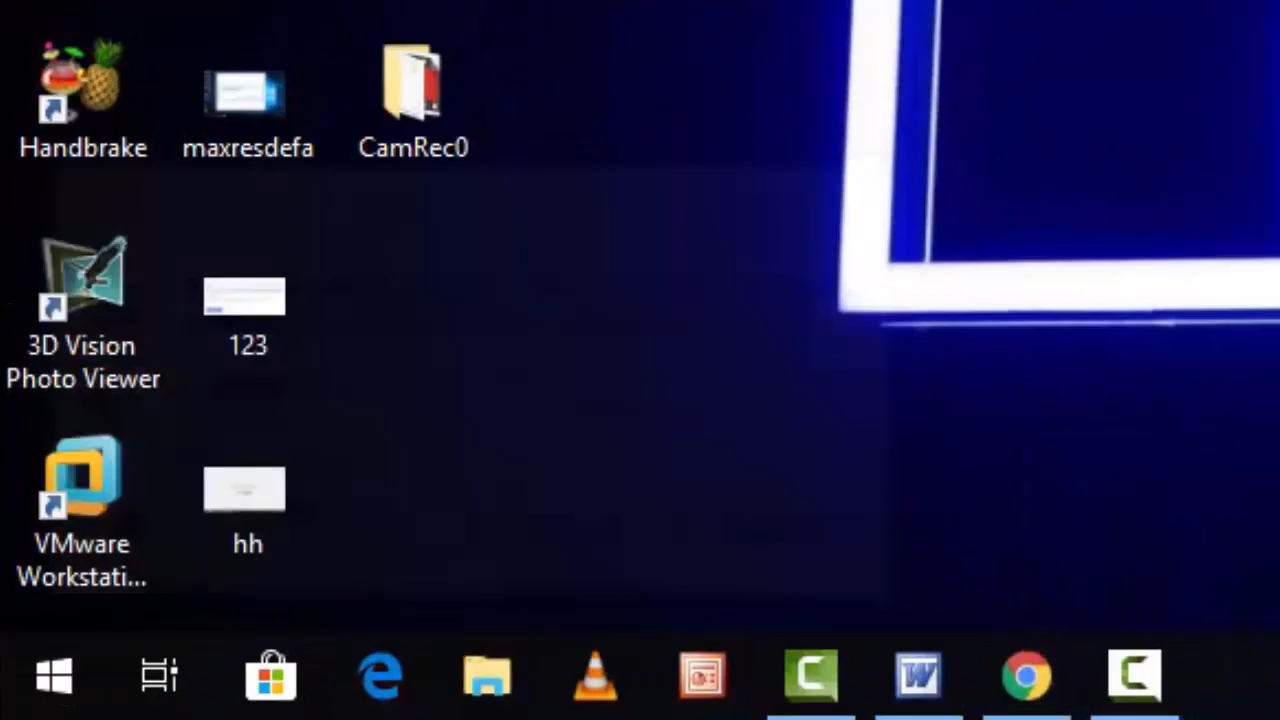 Handbrake
maxresdefa
CamRec0
3D Vision
Photo Viewer
123
VMware
Workstati...
hh